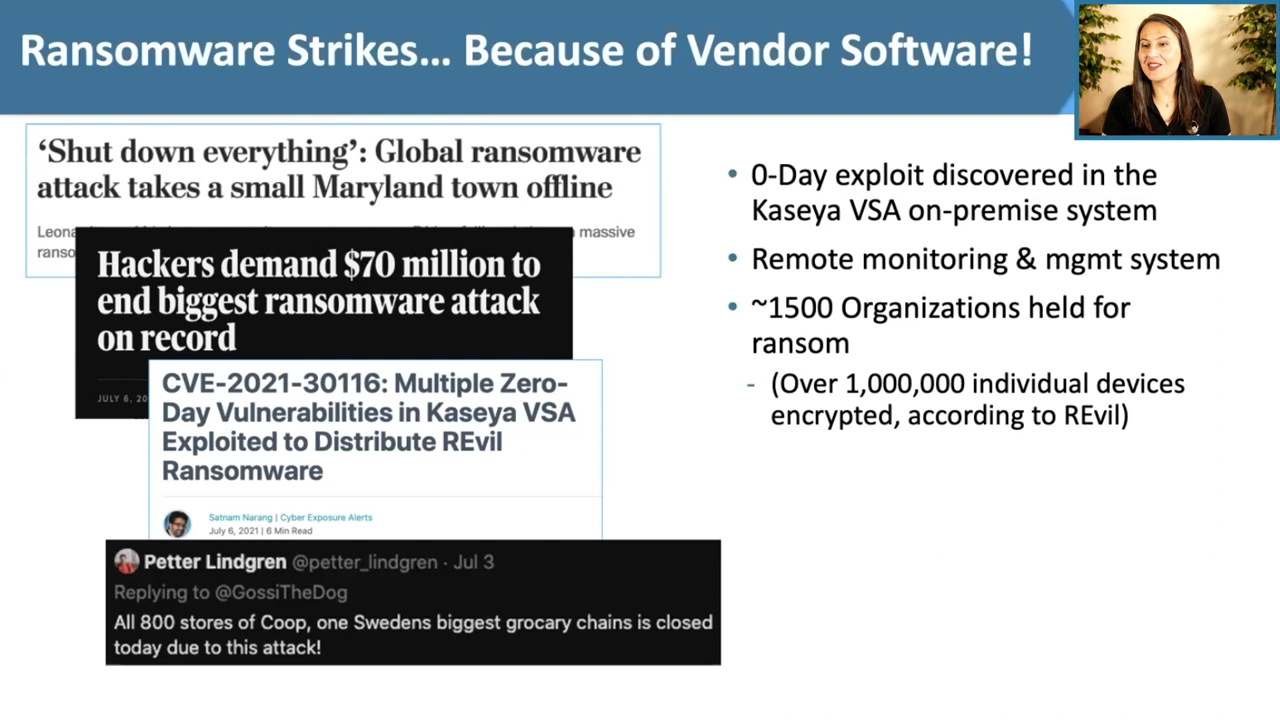 Ransomware Strikes... Because of Vendor Software!
‘Shut down everything’: Global ransomware
attack takes a small Maryland town offline
massive
Hackers demand $70 million to
end biggest ransomware attack
on record
JULY 6, 20
CVE-2021-30116: Multiple Zero-
Day Vulnerabilities in Kaseya VSA
Exploited to Distribute REvil
Ransomware
Satnam Narang | Cyber Exposure Alerts
July 6, 2021 | 6 Min Read
Petter Lindgren @petter_lindgren · Jul 3
Replying to @GossiTheDog
All 800 stores of Coop, one Swedens biggest grocary chains is closed
today due to this attack!
• 0-Day exploit discovered in the
Kaseya VSA on-premise system
• Remote monitoring & mgmt system
• ~1500 Organizations held for
ransom
- (Over 1,000,000 individual devices
encrypted, according to REvil)